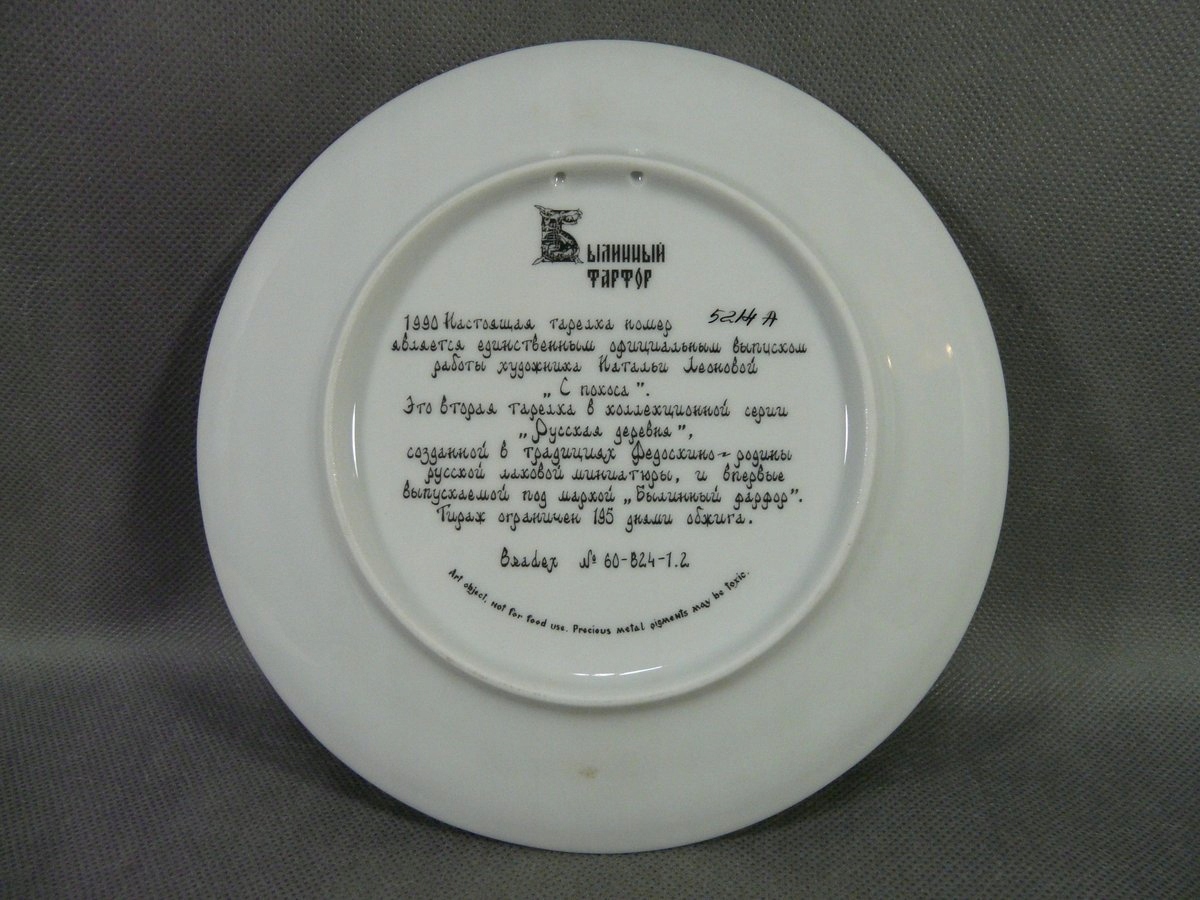 Былинный
фарфор
1990 Настоящая тарелка номер 5214 A
является единственным официальным выпуском
работы художника Натальи Леоновой
„С покоса”.
Это вторая тарелка в коллекционной серии
„Русская деревня”,
созданной в традициях Федоскино - родины
русской лаковой миниатюры, и впервые
выпускаемой под маркой „Былинный фарфор”.
Тираж ограничен 195 днями обжига.
Bradex № 60-B24-1.2
Art object, not for food use. Precious metal pigments may be toxic.